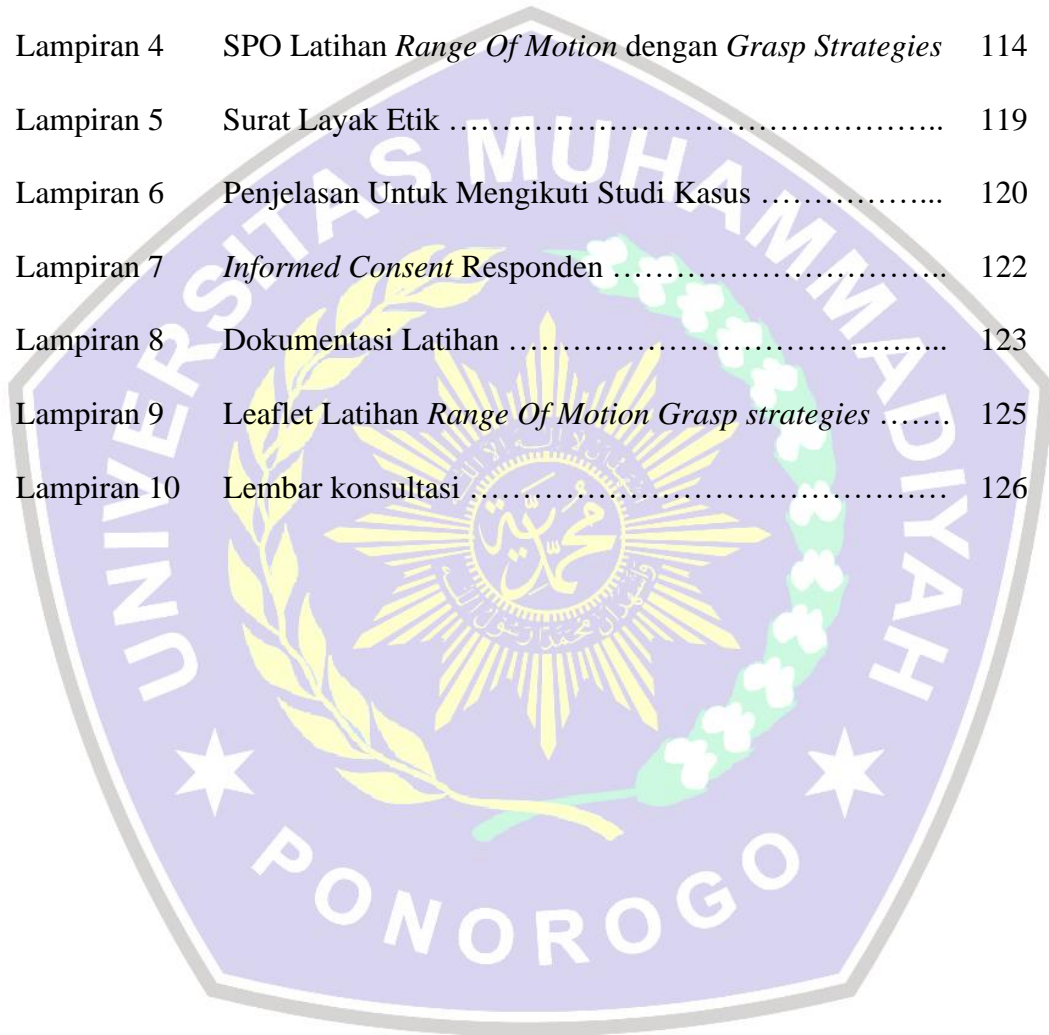 Lampiran 4 SPO Latihan Range Of Motion dengan Grasp Strategies 114
Lampiran 5 Surat Layak Etik ………………………………………….. 119
Lampiran 6 Penjelasan Untuk Mengikuti Studi Kasus ……………... 120
Lampiran 7 Informed Consent Responden ………………………….. 122
Lampiran 8 Dokumentasi Latihan …………………………………... 123
Lampiran 9 Leaflet Latihan Range Of Motion Grasp strategies ……. 125
Lampiran 10 Lembar konsultasi ……………………………………… 126
UNIVERSITAS MUHAMMADIYAH
PONOROGO